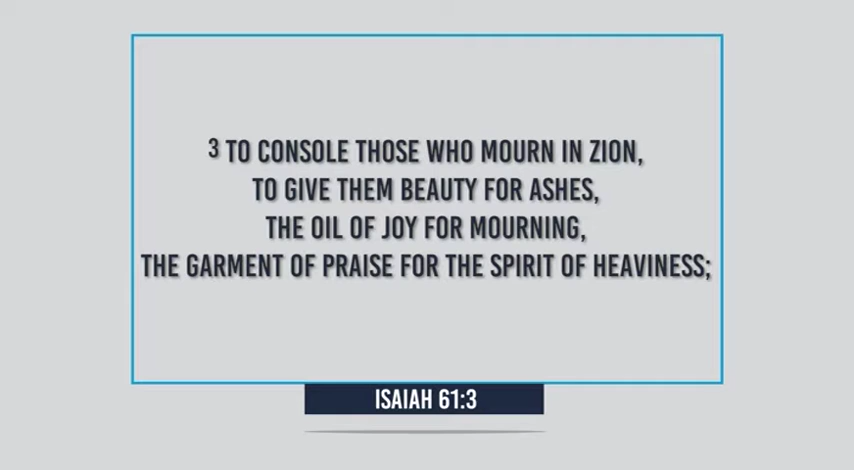 3 TO CONSOLE THOSE WHO MOURN IN ZION,
TO GIVE THEM BEAUTY FOR ASHES,
THE OIL OF JOY FOR MOURNING,
THE GARMENT OF PRAISE FOR THE SPIRIT OF HEAVINESS;
ISAIAH 61:3